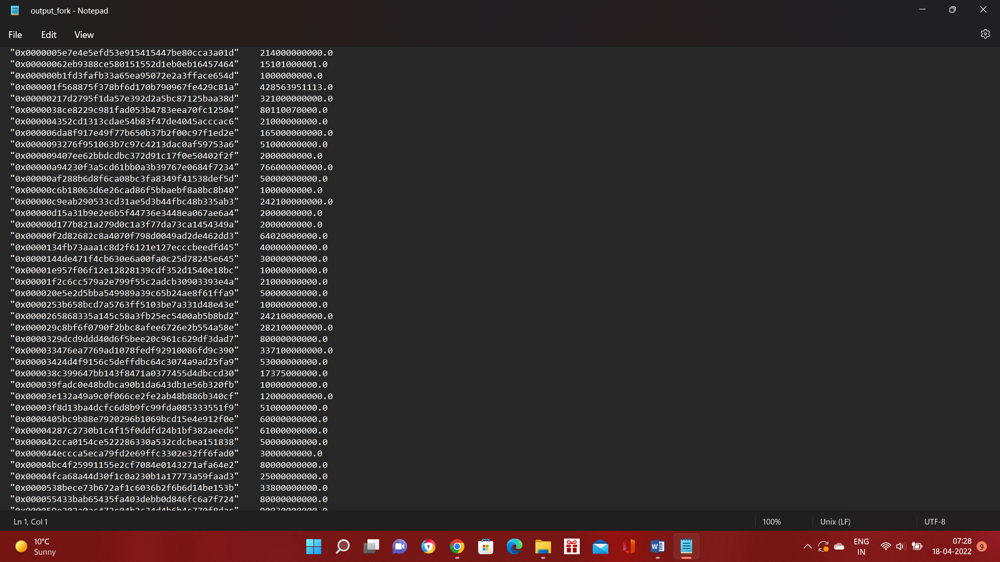 output_fork - Notepad
File Edit View
"0x0000005e7e4e5efd53e915415447be80cca3a01d" 214000000000.0
"0x00000062eb9388ce580151552d1eb0eb16457464" 15101000001.0
"0x000000b1fd3fafb33a65ea95072e2a3fface654d" 1000000000.0
"0x000001f568875f378bf6d170b790967fe429c81a" 428563951113.0
"0x00000217d2795f1da57e392d2a5bc87125baa38d" 321000000000.0
"0x0000038ce8229c981fad053b4783eea70fc12504" 80110070000.0
"0x000004352cd1313cdae54b83f47de4045acccac6" 21000000000.0
"0x000006da8f917e49f77b650b37b2f00c97f1ed2e" 165000000000.0
"0x0000093276f951063b7c97c4213dac0af59753a6" 51000000000.0
"0x000009407ee62bbdcdbc372d91c17f0e50402f2f" 2000000000.0
"0x00000a94230f3a5cd61bb0a3b39767e0684f7234" 766000000000.0
"0x00000af288b6d8f6ca08bc3fa8349f41538def5d" 50000000000.0
"0x00000c6b18063d6e26cad86f5bbaebf8a8bc8b40" 1000000000.0
"0x00000c9eab290533cd31ae5d3b44fbc48b335ab3" 242100000000.0
"0x00000d15a31b9e2e6b5f44736e3448ea067ae6a4" 2000000000.0
"0x00000d177b821a279d0c1a3f77da73ca1454349a" 2000000000.0
"0x00000f2d82682c8a4070f798d0049ad2de462dd3" 64020000000.0
"0x0000134fb73aaa1c8d2f6121e127ecccbeedfd45" 40000000000.0
"0x0000144de471f4cb630e6a00fa0c25d78245e645" 30000000000.0
"0x00001e957f06f12e12828139cdf352d1540e18bc" 10000000000.0
"0x00001f2c6cc579a2e799f55c2adcb30903393e4a" 21000000000.0
"0x000020e5e2d5bba549989a39c65b24ae8f61ffa9" 50000000000.0
"0x0000253b658bcd7a5763ff5103be7a331d48e43e" 10000000000.0
"0x0000265868335a145c58a3fb25ec5400ab5b8bd2" 242100000000.0
"0x000029c8bf6f0790f2bbc8afee6726e2b554a58e" 282100000000.0
"0x0000329dcd9ddd40d6f5bee20c961c629df3dad7" 80000000000.0
"0x000033476ea7769ad1078fedf92910086fd9c390" 337100000000.0
"0x00003424d4f9156c5deffdbc64c3074a9ad25fa9" 53000000000.0
"0x000038c399647bb143f8471a0377455d4dbccd30" 17375000000.0
"0x000039fadc0e48bdbca90b1da643db1e56b320fb" 10000000000.0
"0x00003e132a49a9c0f066ce2fe2ab48b886b340cf" 120000000000.0
"0x00003f8d13ba4dcfc6d8b9fc99fda085333551f9" 51000000000.0
"0x0000405bc9b88e7920296b1069bcd15e4e912f0e" 60000000000.0
"0x00004287c2730b1c4f15f0ddfd24b1bf382aeed6" 61000000000.0
"0x000042cca0154ce522286330a532cdcbea151838" 50000000000.0
"0x000044eccca5eca79fd2e69ffc3302e32ff6fad0" 3000000000.0
"0x00004bc4f25991155e2cf7084e0143271afa64e2" 80000000000.0
"0x00004fca68a44d30f1c0a230b1a17773a59faad3" 25000000000.0
"0x0000538bece73b672af1c6036b2f6b6d14be153b" 33800000000.0
"0x000055433bab65435fa403debb0d846fc6a7f724" 80000000000.0
Ln 1, Col 1 100% Unix (LF) UTF-8
10°C
Sunny
ENG
IN
07:28
18-04-2022
9